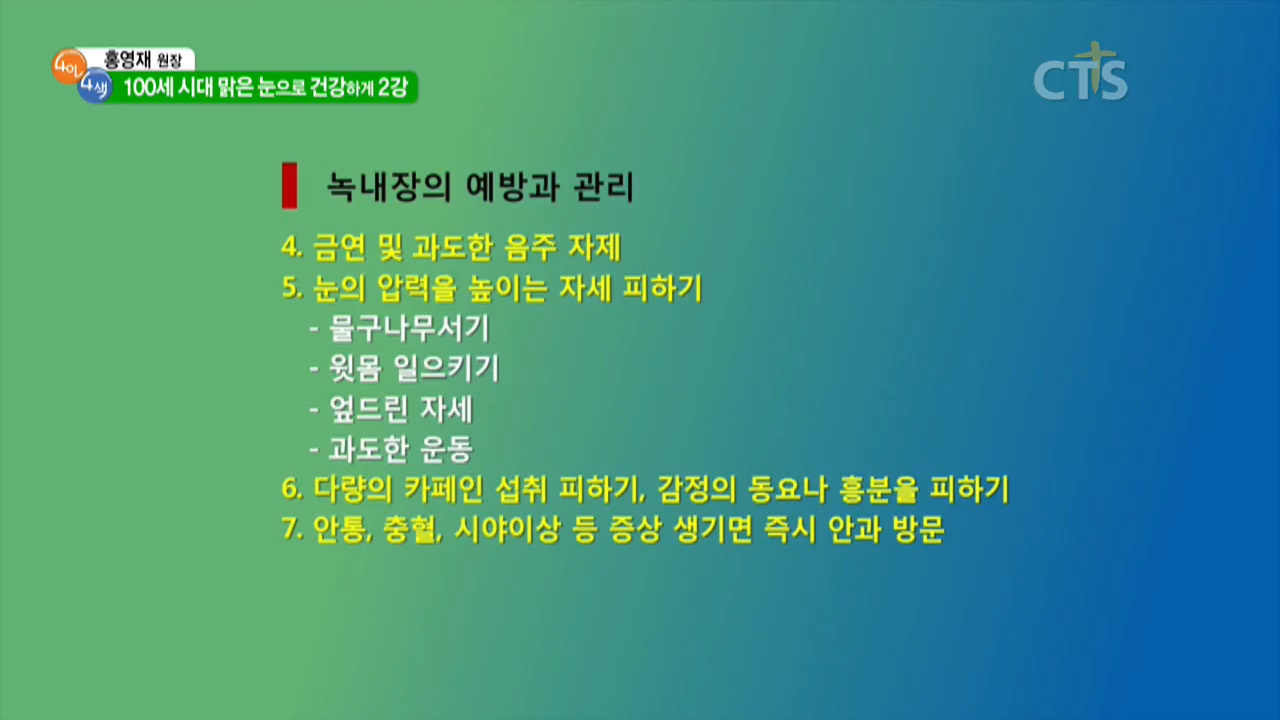 4인
4색
홍영재 원장
100세 시대 맑은 눈으로 건강하게 2강
CTS
녹내장의 예방과 관리
4. 금연 및 과도한 음주 자제
5. 눈의 압력을 높이는 자세 피하기
- 물구나무서기
- 윗몸 일으키기
- 엎드린 자세
- 과도한 운동
6. 다량의 카페인 섭취 피하기, 감정의 동요나 흥분을 피하기
7. 안통, 충혈, 시야이상 등 증상 생기면 즉시 안과 방문